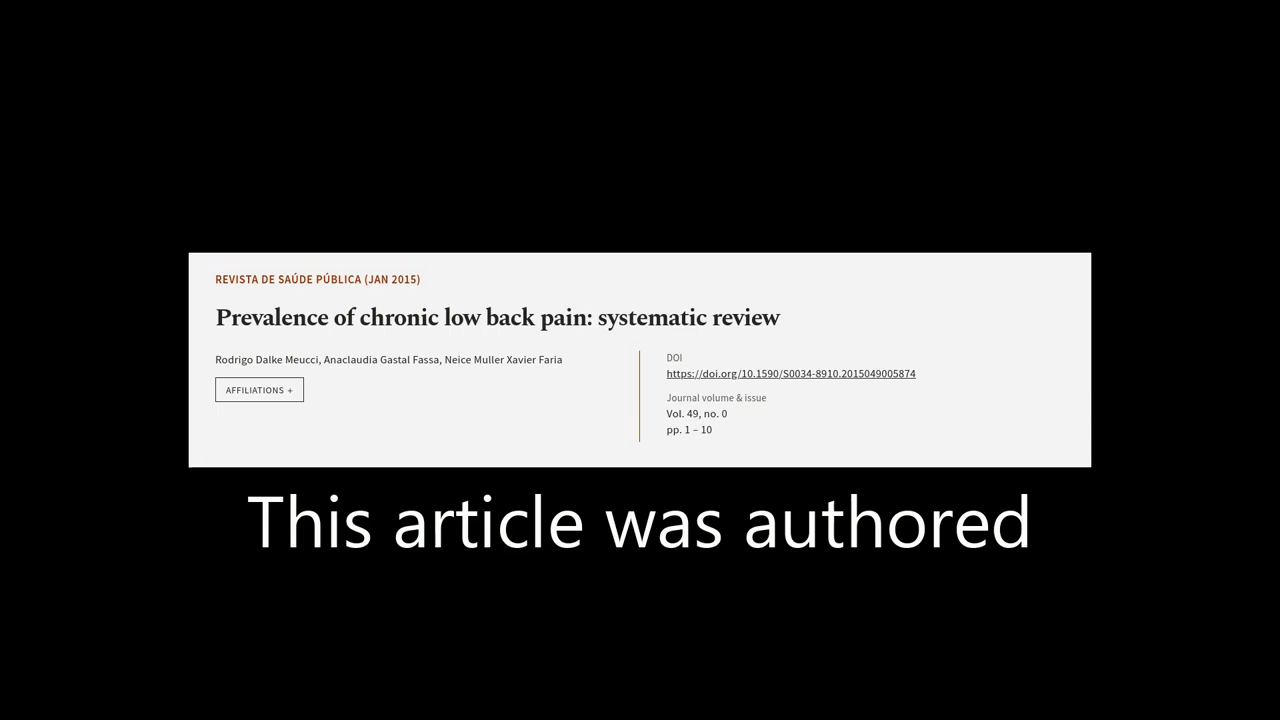 REVISTA DE SAÚDE PÚBLICA (JAN 2015)
Prevalence of chronic low back pain: systematic review
Rodrigo Dalke Meucci, Anaclaudia Gastal Fassa, Neice Muller Xavier Faria
AFFILIATIONS +
DOI
https://doi.org/10.1590/S0034-8910.2015049005874
Journal volume & issue
Vol. 49, no. 0
pp. 1 – 10
This article was authored